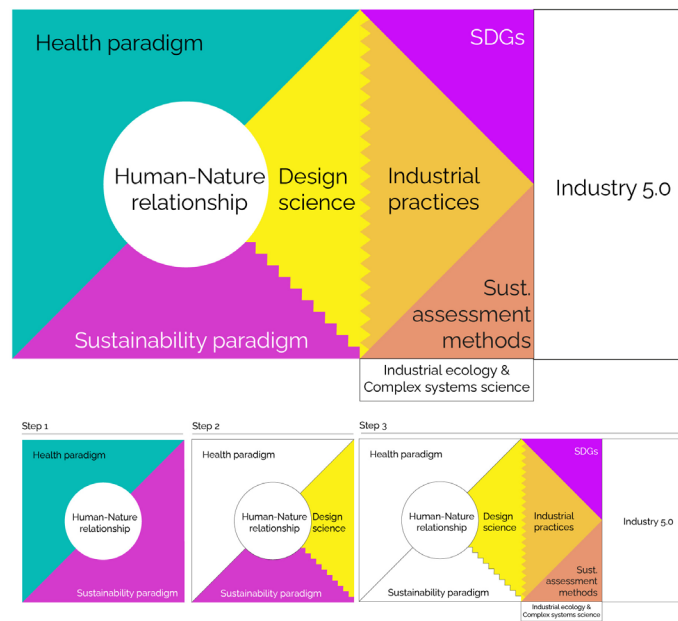 Health paradigm
SDGs
Human-Nature
relationship
Design
science
Industrial
practices
Industry 5.0
Sust.
assessment
methods
Sustainability paradigm
Industrial ecology &
Complex systems science
Step 1
Step 2
Step 3
Health paradigm
Human-Nature
relationship
Sustainability paradigm
Health paradigm
Human-Nature
relationship
Design
science
Sustainability paradigm
Health paradigm
SDGs
Human-Nature
relationship
Design
science
Industrial
practices
Industry 5.0
Sust.
assessment
methods
Sustainability paradigm
Industrial ecology &
Complex systems science